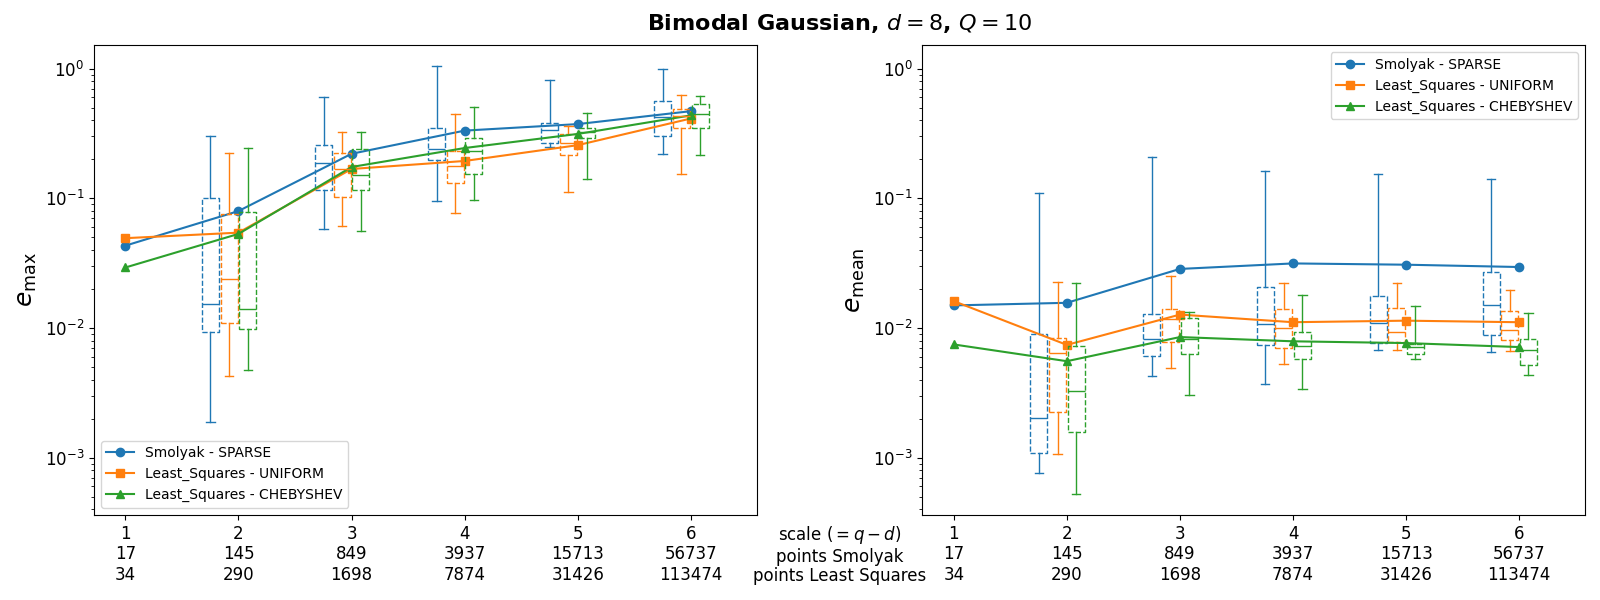 Bimodal Gaussian, d = 8, Q = 10
e_max
10^0
10^-1
10^-2
10^-3
Smolyak - SPARSE
Least_Squares - UNIFORM
Least_Squares - CHEBYSHEV
e_mean
10^0
10^-1
10^-2
10^-3
Smolyak - SPARSE
Least_Squares - UNIFORM
Least_Squares - CHEBYSHEV
1 2 3 4 5 6 scale (= q − d) 1 2 3 4 5 6
17 145 849 3937 15713 56737 points Smolyak 17 145 849 3937 15713 56737
34 290 1698 7874 31426 113474 points Least Squares 34 290 1698 7874 31426 113474